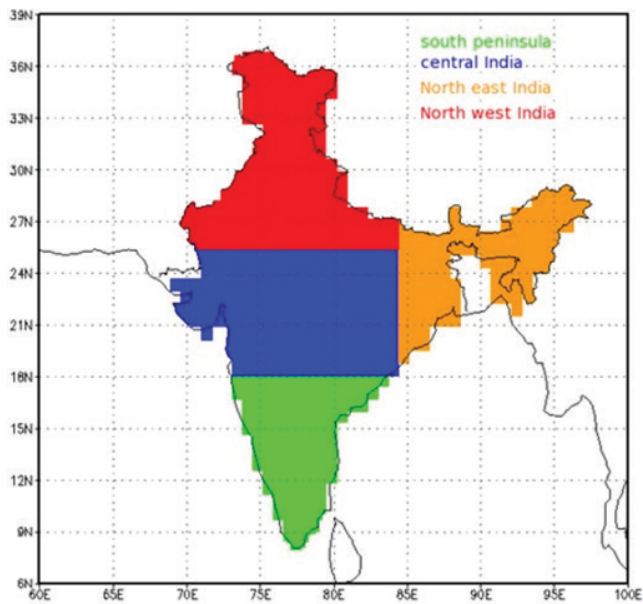 39N
south peninsula
central India
36N
North east India
North west India
33N
30N
27N
24N
21N
18N
15N
12N
9N
6N
60E 65E 70E 75E 80E 85E 90E 95E 100E